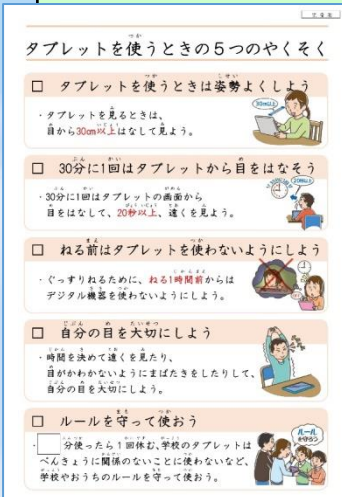 タブレットを使うときの5つのやくそく
□ タブレットを使うときは姿勢よくしよう
・タブレットを見るときは、
目から30cm以上はなして見よう。
30cm以上
□ 30分に1回はタブレットから目をはなそう
・30分に1回はタブレットの画面から
目をはなして、20秒以上、遠くを見よう。
□ ねる前はタブレットを使わないようにしよう
・ぐっすりねるために、ねる1時間前からは
デジタル機器を使わないようにしよう。
□ 自分の目を大切にしよう
・時間を決めて遠くを見たり、
目がかわかないようにまばたきをしたりして、
自分の目を大切にしよう。
□ ルールを守って使おう
・□分使ったら1回休む、学校のタブレットは
べんきょうに関係のないことに使わないなど、
学校やおうちのルールを守って使おう。
ルール
を守ろう